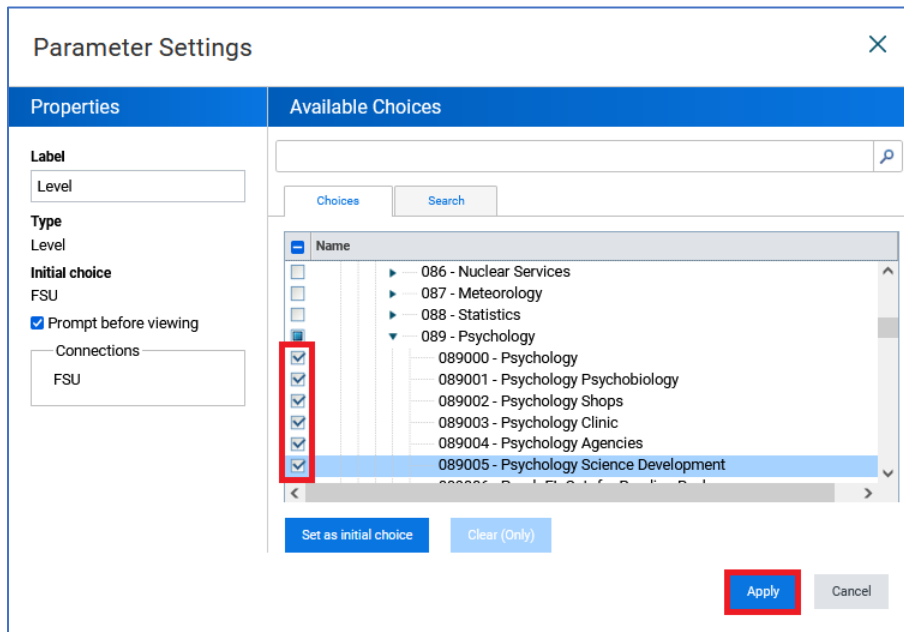 Parameter Settings
Properties
Available Choices
Label
Level
Type
Level
Initial choice
FSU
Prompt before viewing
Connections
FSU
Choices
Search
Name
086 - Nuclear Services
087 - Meteorology
088 - Statistics
089 - Psychology
089000 - Psychology
089001 - Psychology Psychobiology
089002 - Psychology Shops
089003 - Psychology Clinic
089004 - Psychology Agencies
089005 - Psychology Science Development
Set as initial choice
Clear (Only)
Apply
Cancel